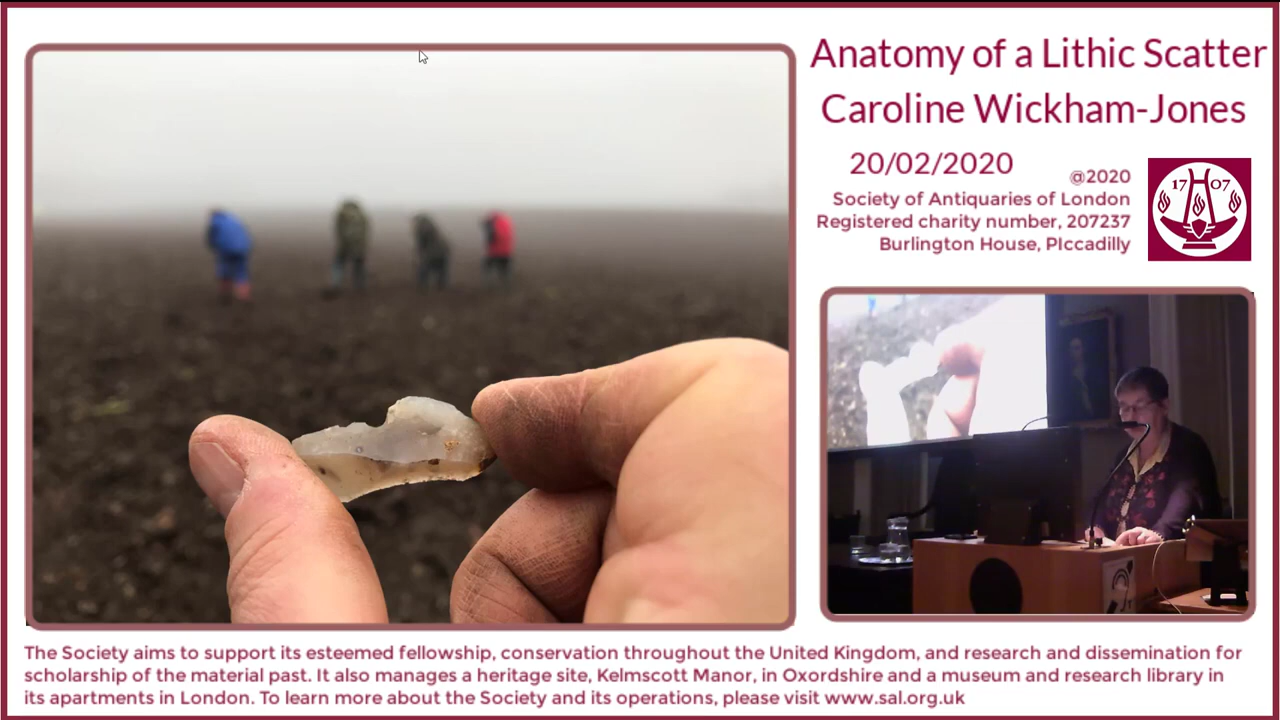 Anatomy of a Lithic Scatter
Caroline Wickham-Jones
20/02/2020
@2020
Society of Antiquaries of London
Registered charity number, 207237
Burlington House, PIccadilly
17 07
The Society aims to support its esteemed fellowship, conservation throughout the United Kingdom, and research and dissemination for
scholarship of the material past. It also manages a heritage site, Kelmscott Manor, in Oxordshire and a museum and research library in
its apartments in London. To learn more about the Society and its operations, please visit www.sal.org.uk